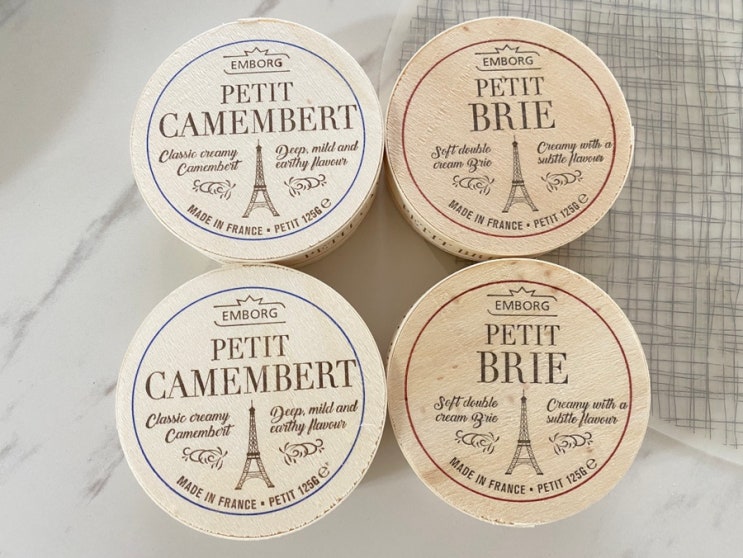 EMBORG
PETIT
CAMEMBERT
Classic creamy
Camembert
Deep, mild and
earthy flavour
MADE IN FRANCE • PETIT 125G ℮
EMBORG
PETIT
BRIE
Soft double
cream Brie
Creamy with a
subtle flavour
MADE IN FRANCE • PETIT 125G ℮
EMBORG
PETIT
CAMEMBERT
Classic creamy
Camembert
Deep, mild and
earthy flavour
MADE IN FRANCE • PETIT 125G ℮
EMBORG
PETIT
BRIE
Soft double
cream Brie
Creamy with a
subtle flavour
MADE IN FRANCE • PETIT 125G ℮